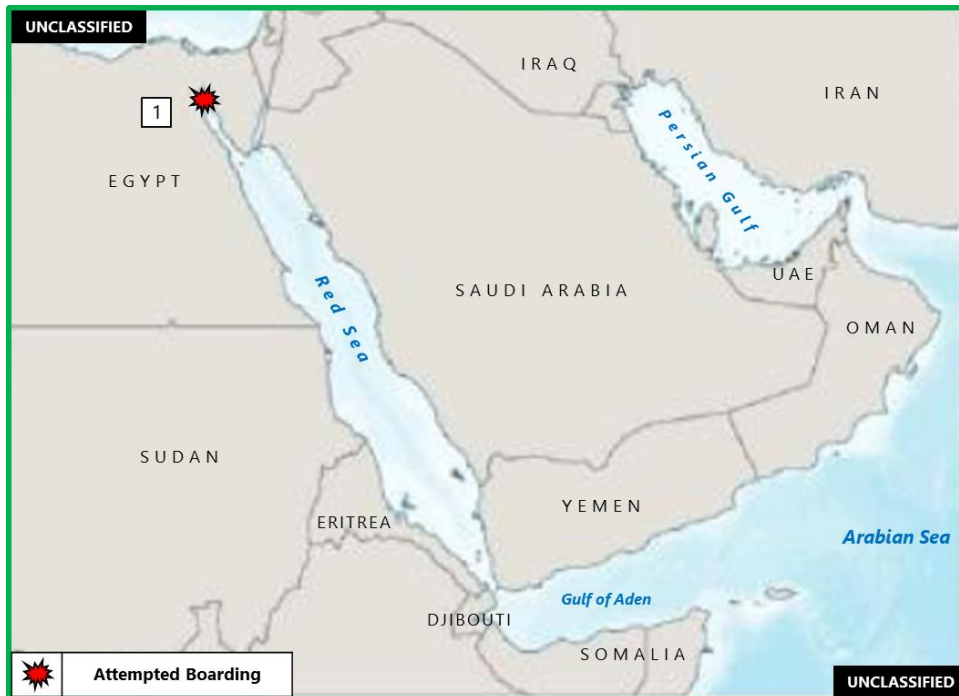 UNCLASSIFIED
IRAQ
IRAN
1
Persian Gulf
EGYPT
Red Sea
SAUDI ARABIA
UAE
OMAN
SUDAN
YEMEN
ERITREA
Arabian Sea
Gulf of Aden
DJIBOUTI
SOMALIA
Attempted Boarding
UNCLASSIFIED